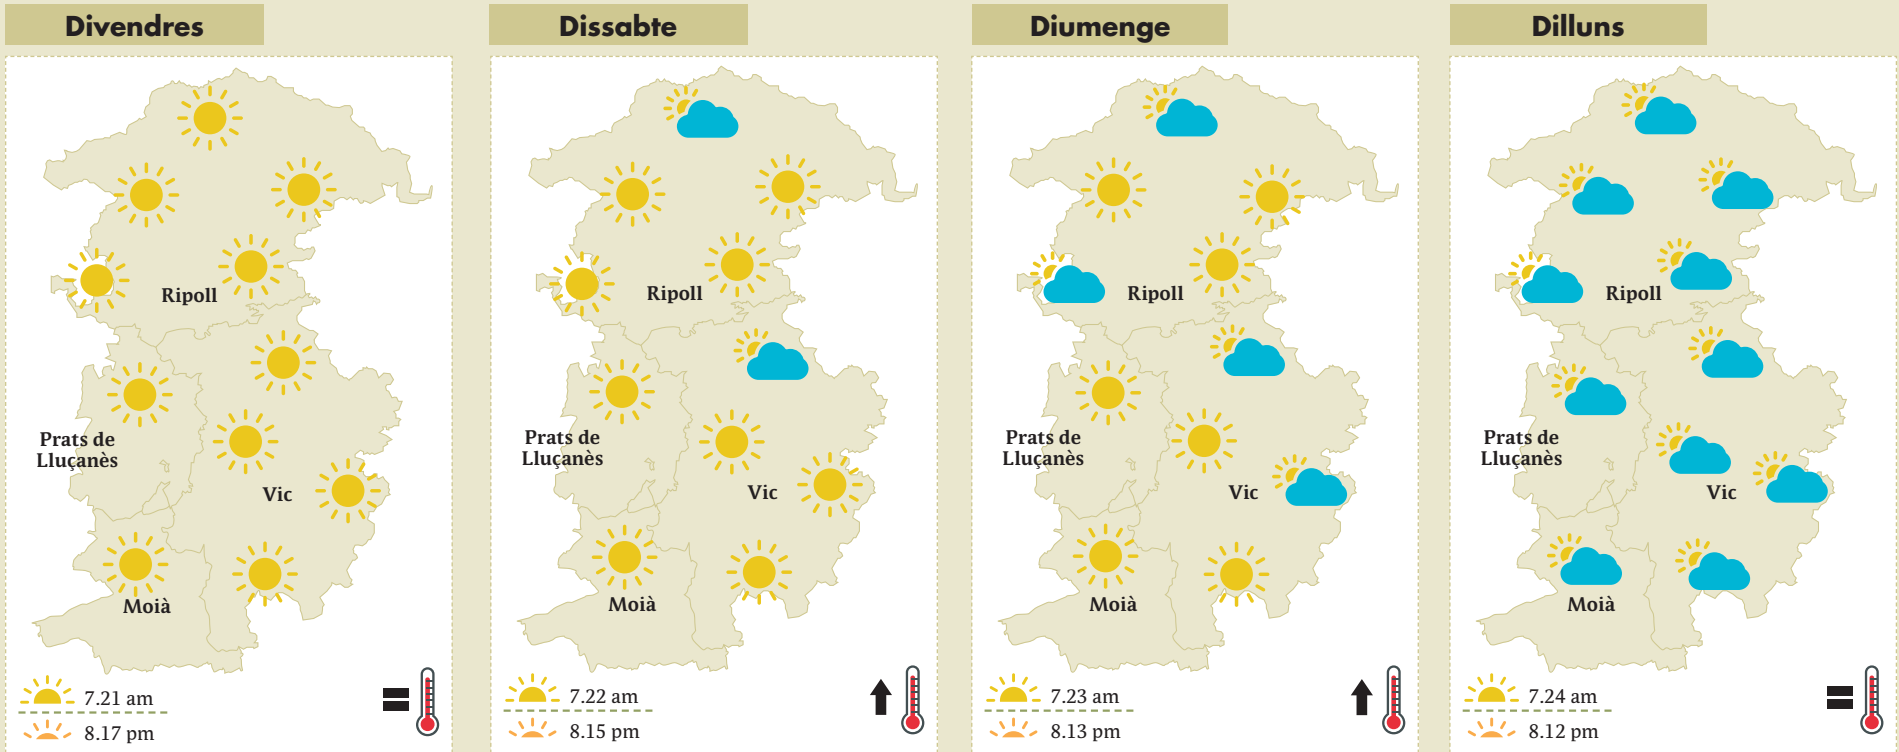 Divendres
Ripoll
Prats de
Lluçanès
Vic
Moià
7.21 am
8.17 pm
Dissabte
Ripoll
Prats de
Lluçanès
Vic
Moià
7.22 am
8.15 pm
Diumenge
Ripoll
Prats de
Lluçanès
Vic
Moià
7.23 am
8.13 pm
Dilluns
Ripoll
Prats de
Lluçanès
Vic
Moià
7.24 am
8.12 pm